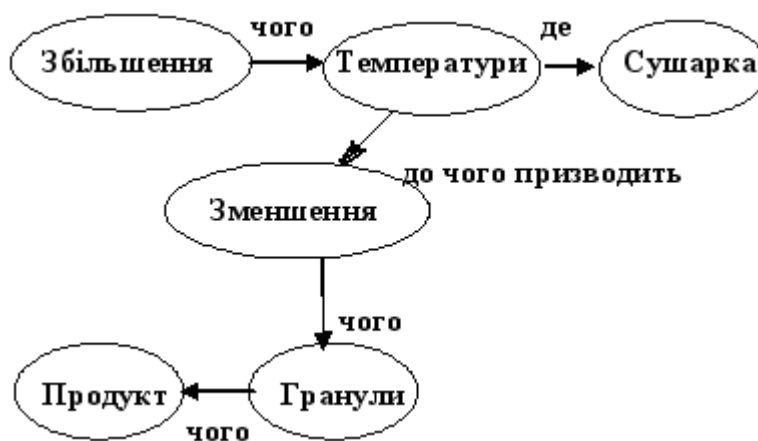 чого
де
Збільшення
Температури
Сушарка
до чого призводить
Зменшення
чого
Продукт
Гранули
чого